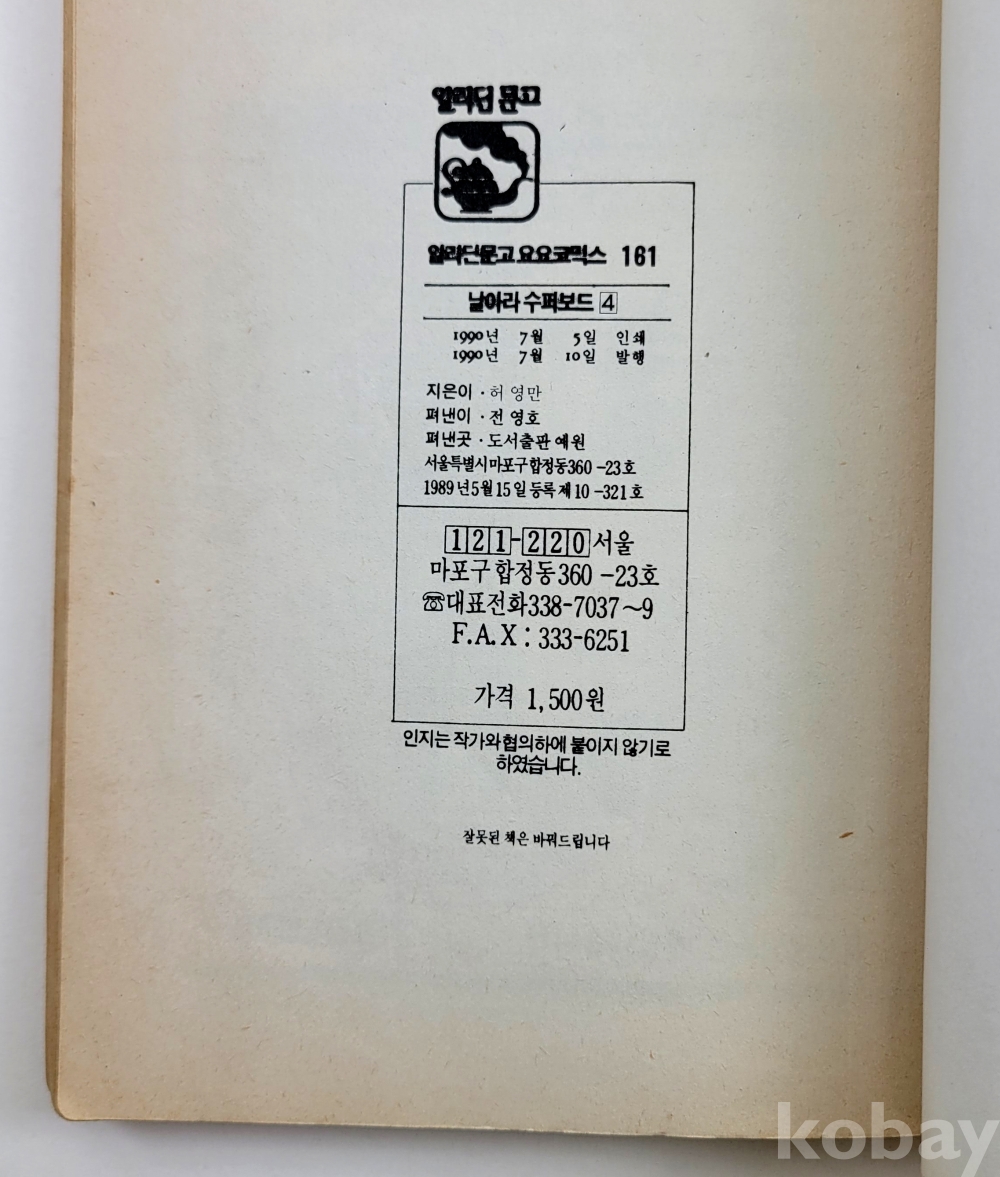 알라딘 문고
알라딘문고 요요코믹스 161
날아라 수퍼보드 4
1990년 7월 5일 인쇄
1990년 7월 10일 발행
지은이 · 허 영만
펴낸이 · 전 영호
펴낸곳 · 도서출판 예원
서울특별시마포구합정동360 -23호
1989년5월15일등록 제10 -321호
121-220 서울
마포구합정동360 -23호
☎대표전화338-7037～9
F.A.X : 333-6251
가격 1,500원
인지는 작가와협의하에 붙이지 않기로
하였습니다.
잘못된 책은 바꿔드립니다
kobay